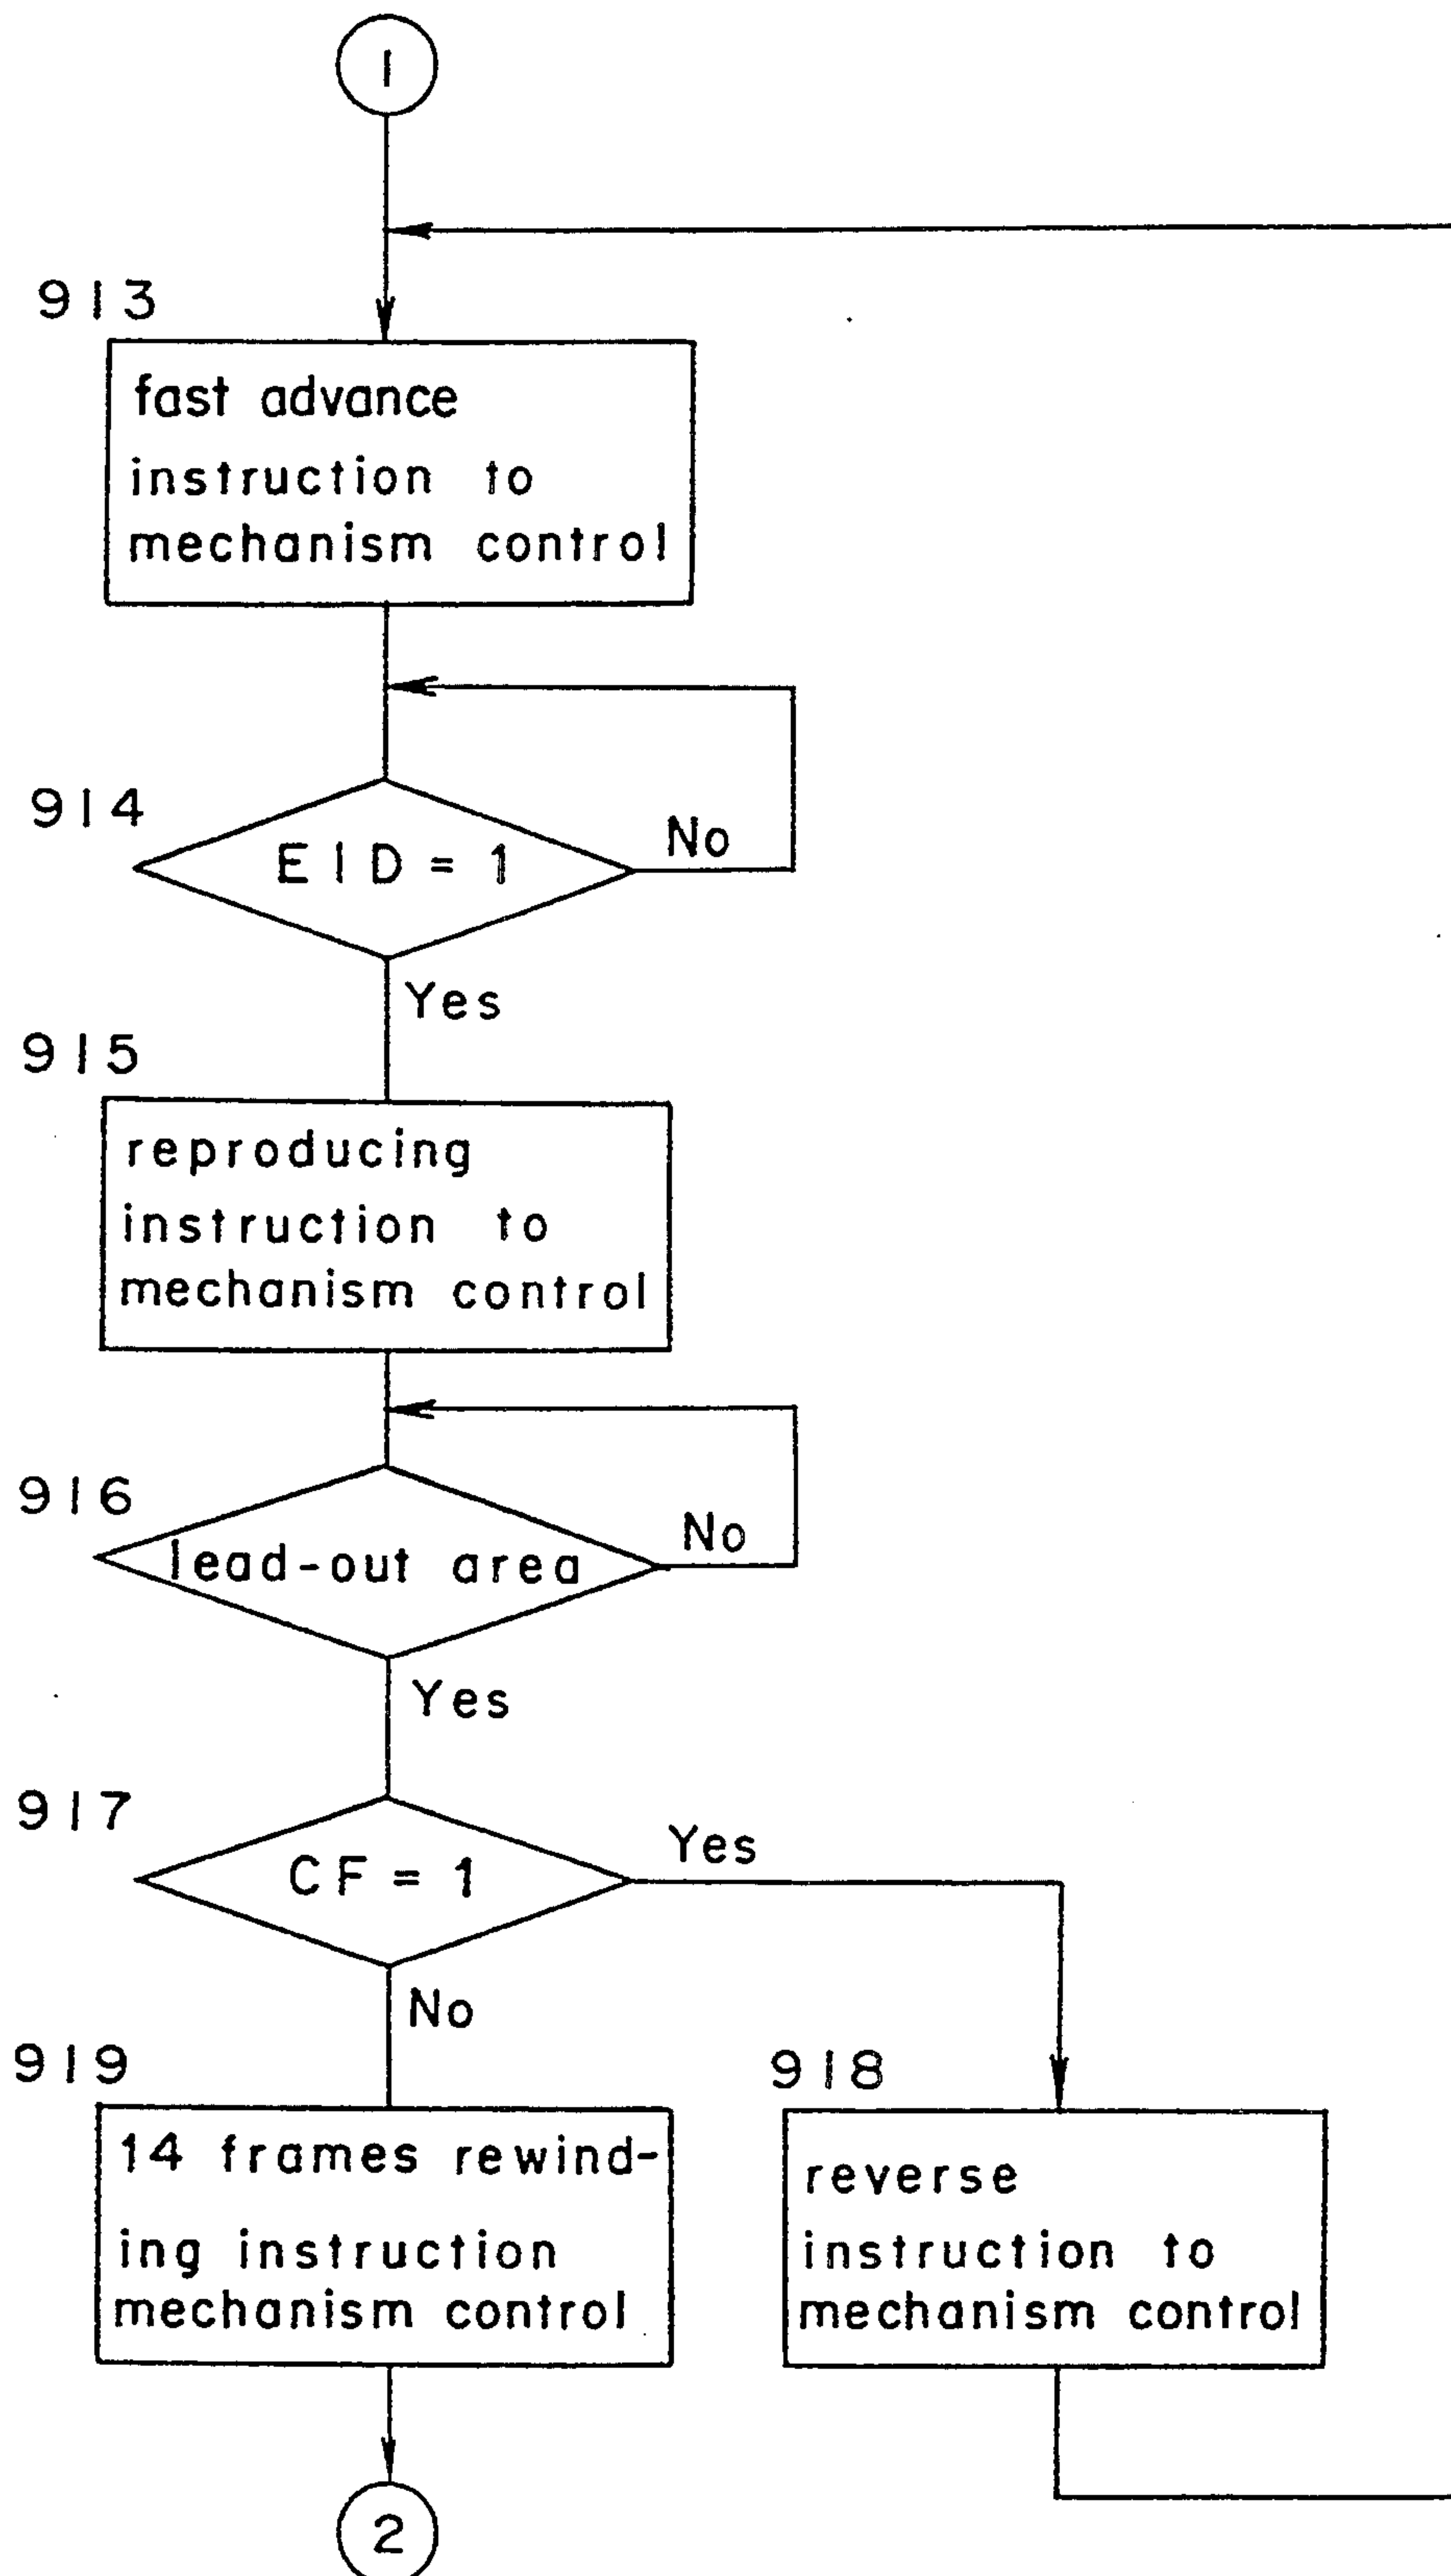 1
913
fast advance
instruction to
mechanism control
914
EID = 1
No
Yes
915
reproducing
instruction to
mechanism control
916
lead-out area
No
Yes
917
CF = 1
Yes
No
919
14 frames rewind-
ing instruction
mechanism control
918
reverse
instruction to
mechanism control
2